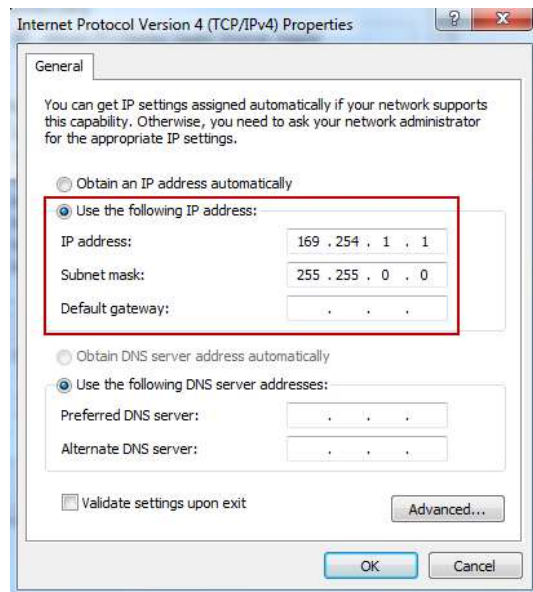 Internet Protocol Version 4 (TCP/IPv4) Properties
General
You can get IP settings assigned automatically if your network supports
this capability. Otherwise, you need to ask your network administrator
for the appropriate IP settings.
Obtain an IP address automatically
Use the following IP address:
IP address: 169 . 254 . 1 . 1
Subnet mask: 255 . 255 . 0 . 0
Default gateway: . . .
Obtain DNS server address automatically
Use the following DNS server addresses:
Preferred DNS server: . . .
Alternate DNS server: . . .
Validate settings upon exit
Advanced...
OK Cancel